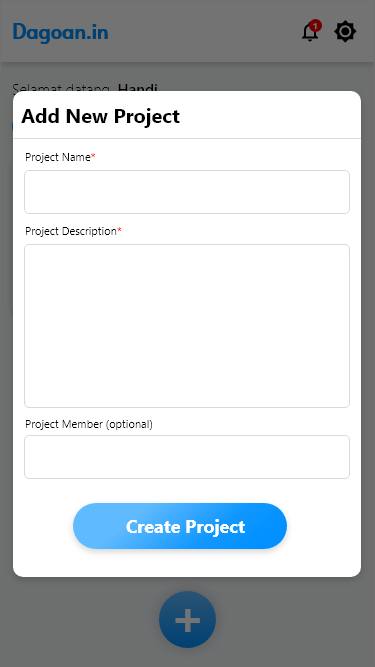 Dagoan.in
1
Selamat datang, Handi
Add New Project
Project Name*
Project Description*
Project Member (optional)
Create Project
+